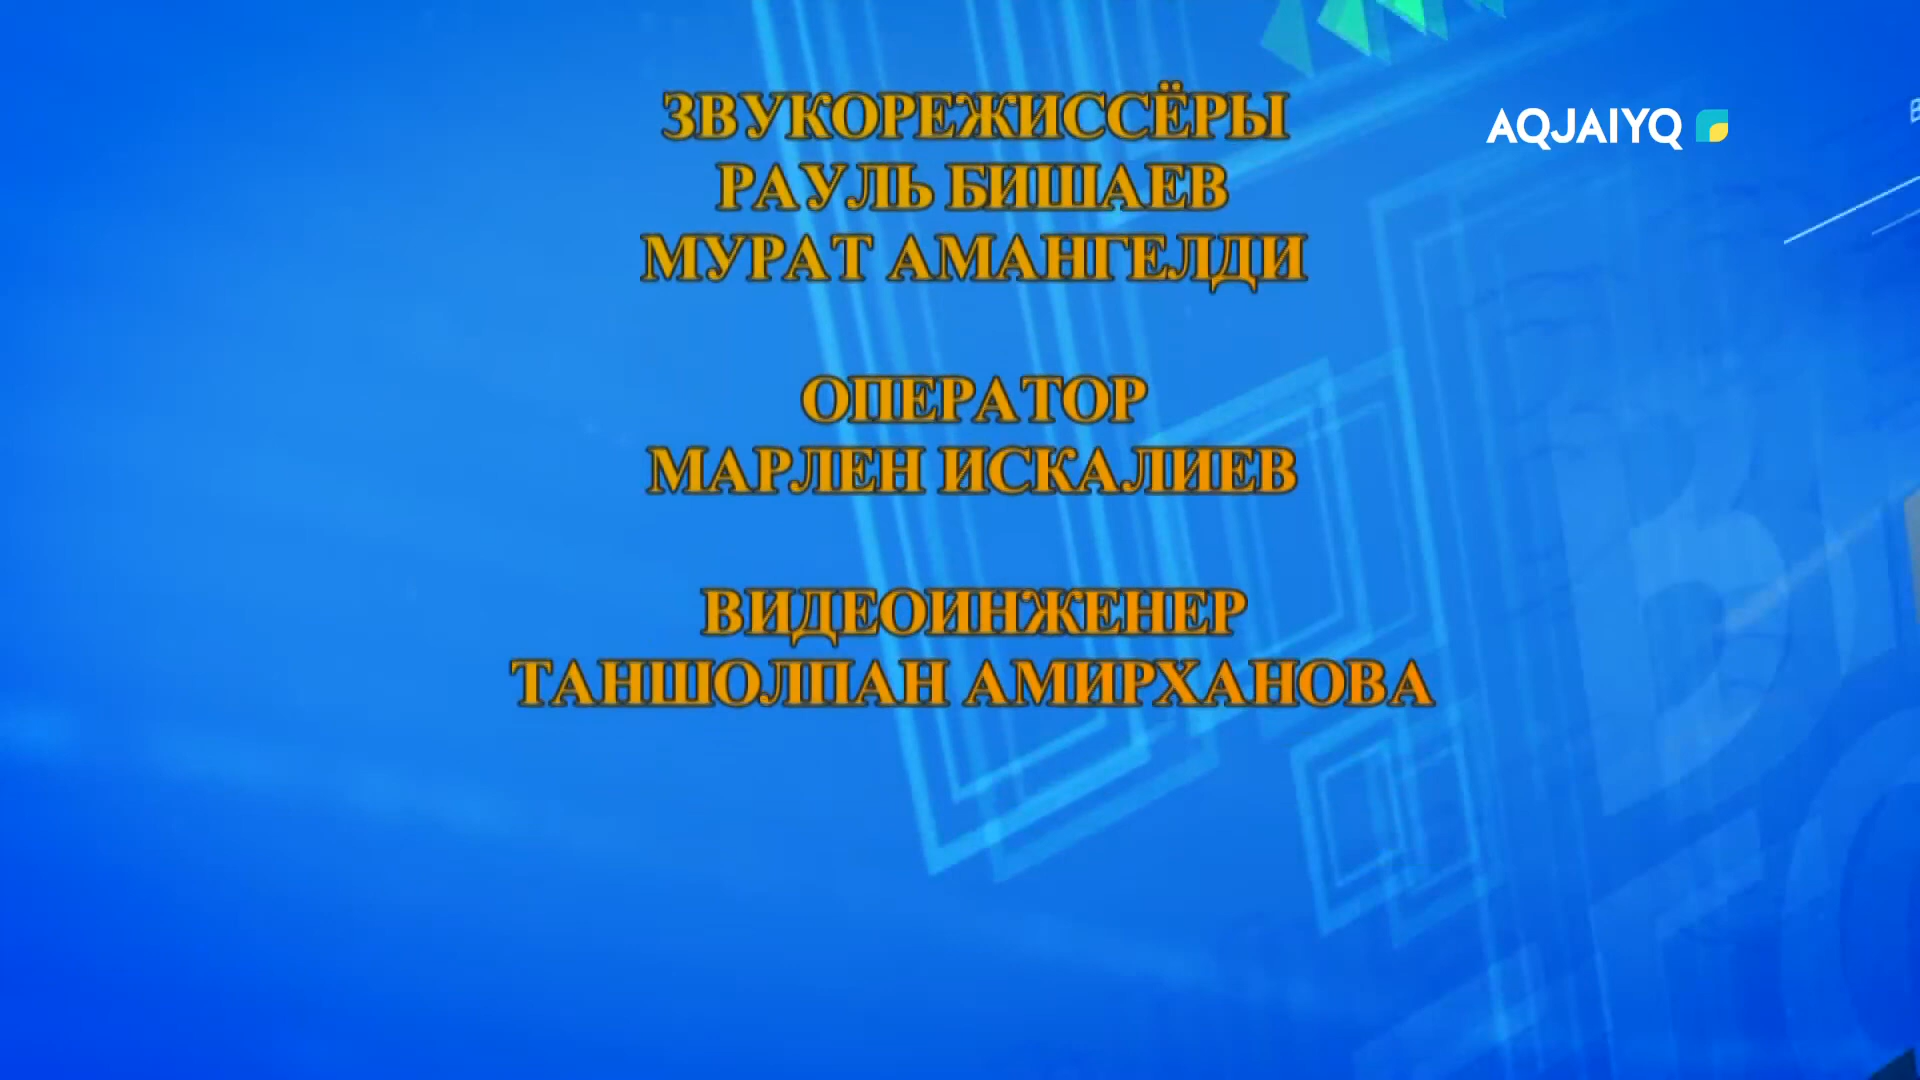 ЗВУКОРЕЖИССЁРЫ
AQJAIYQ
РАУЛЬ БИШАЕВ
МУРАТ АМАНГЕЛДИ
ОПЕРАТОР
МАРЛЕН ИСКАЛИЕВ
ВИДЕОИНЖЕНЕР
ТАНШОЛПАН АМИРХАНОВА